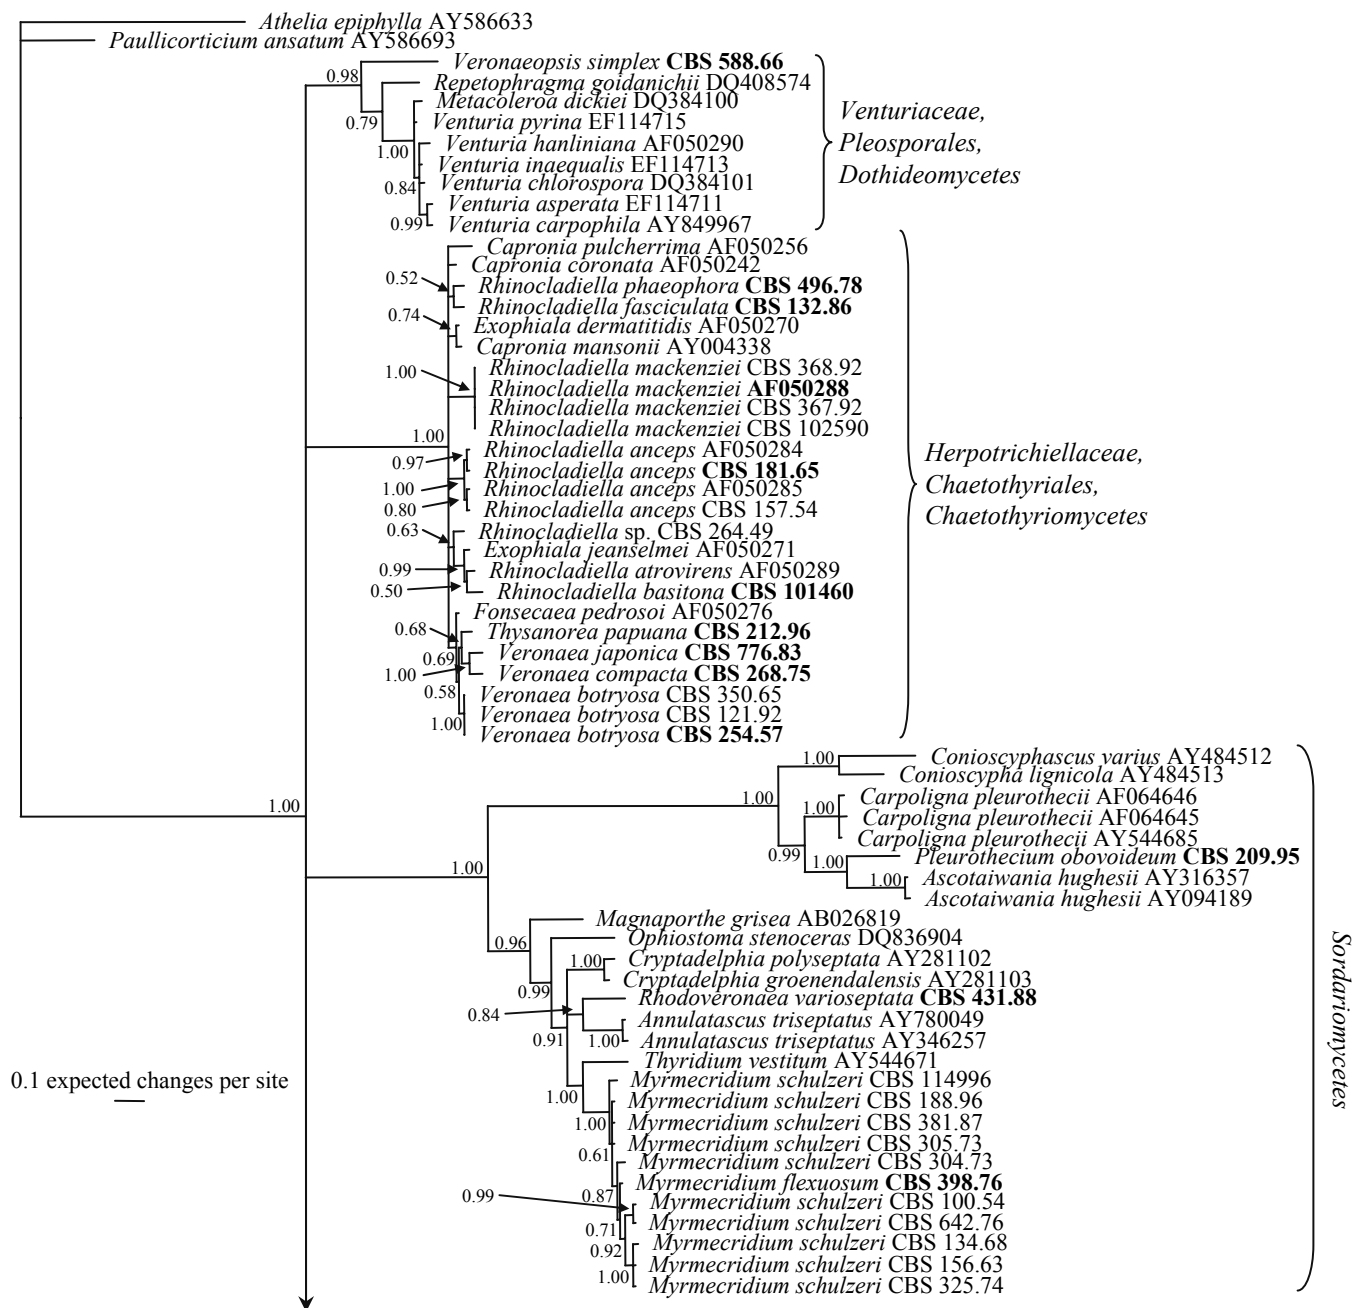 Athelia epiphylla AY586633
Paullicorticium ansatum AY586693
Veronaeopsis simplex CBS 588.66
0.98
Repetophragma goidanichii DQ408574
Metacoleroa dickiei DQ384100
0.79
Venturia pyrina EF114715
Venturia hanliniana AF050290
1.00
Venturia inaequalis EF114713
Venturia chlorospora DQ384101
0.84
Venturia asperata EF114711
0.99
Venturia carpophila AY849967
Venturiaceae,
Pleosporales,
Dothideomycetes
Capronia pulcherrima AF050256
Capronia coronata AF050242
0.52
Rhinocladiella phaeophora CBS 496.78
Rhinocladiella fasciculata CBS 132.86
0.74
Exophiala dermatitidis AF050270
Capronia mansonii AY004338
Rhinocladiella mackenziei CBS 368.92
1.00
Rhinocladiella mackenziei AF050288
Rhinocladiella mackenziei CBS 367.92
Rhinocladiella mackenziei CBS 102590
1.00
Rhinocladiella anceps AF050284
0.97
Rhinocladiella anceps CBS 181.65
1.00
Rhinocladiella anceps AF050285
0.80
Rhinocladiella anceps CBS 157.54
0.63
Rhinocladiella sp. CBS 264.49
Exophiala jeanselmei AF050271
0.99
Rhinocladiella atrovirens AF050289
0.50
Rhinocladiella basitona CBS 101460
Fonsecaea pedrosoi AF050276
0.68
Thysanorea papuana CBS 212.96
0.69
Veronaea japonica CBS 776.83
1.00
Veronaea compacta CBS 268.75
0.58
Veronaea botryosa CBS 350.65
Veronaea botryosa CBS 121.92
1.00
Veronaea botryosa CBS 254.57
Herpotrichiellaceae,
Chaetothyriales,
Chaetothyriomycetes
1.00
1.00
1.00
Conioscyphascus varius AY484512
Conioscypha lignicola AY484513
1.00
Carpoligna pleurothecii AF064646
1.00
Carpoligna pleurothecii AF064645
Carpoligna pleurothecii AY544685
0.99
Pleurothecium obovoideum CBS 209.95
1.00
Ascotaiwania hughesii AY316357
1.00
Ascotaiwania hughesii AY094189
Magnaporthe grisea AB026819
0.96
Ophiostoma stenoceras DQ836904
Cryptadelphia polyseptata AY281102
1.00
Cryptadelphia groenendalensis AY281103
0.99
Rhodoveronaea varioseptata CBS 431.88
0.84
Annulatascus triseptatus AY780049
0.91
1.00
Annulatascus triseptatus AY346257
Thyridium vestitum AY544671
Myrmecridium schulzeri CBS 114996
1.00
Myrmecridium schulzeri CBS 188.96
1.00
Myrmecridium schulzeri CBS 381.87
Myrmecridium schulzeri CBS 305.73
0.61
Myrmecridium schulzeri CBS 304.73
Myrmecridium flexuosum CBS 398.76
0.87
0.99
Myrmecridium schulzeri CBS 100.54
Myrmecridium schulzeri CBS 642.76
0.71
Myrmecridium schulzeri CBS 134.68
0.92
Myrmecridium schulzeri CBS 156.63
1.00
Myrmecridium schulzeri CBS 325.74
Sordariomycetes
0.1 expected changes per site